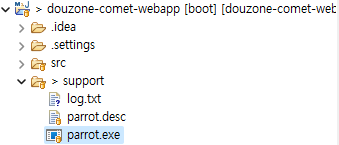 > douzone-comet-webapp [boot] [douzone-comet-web
> .idea
> .settings
> src
> support
log.txt
parrot.desc
parrot.exe